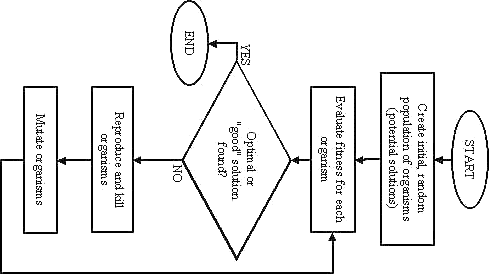 START
Create initial, random
population of organisms
(potential solutions)
Evaluate fitness for each
organism
Optimal or
"good" solution
found?
YES
END
NO
Reproduce and kill
organisms
Mutate organisms